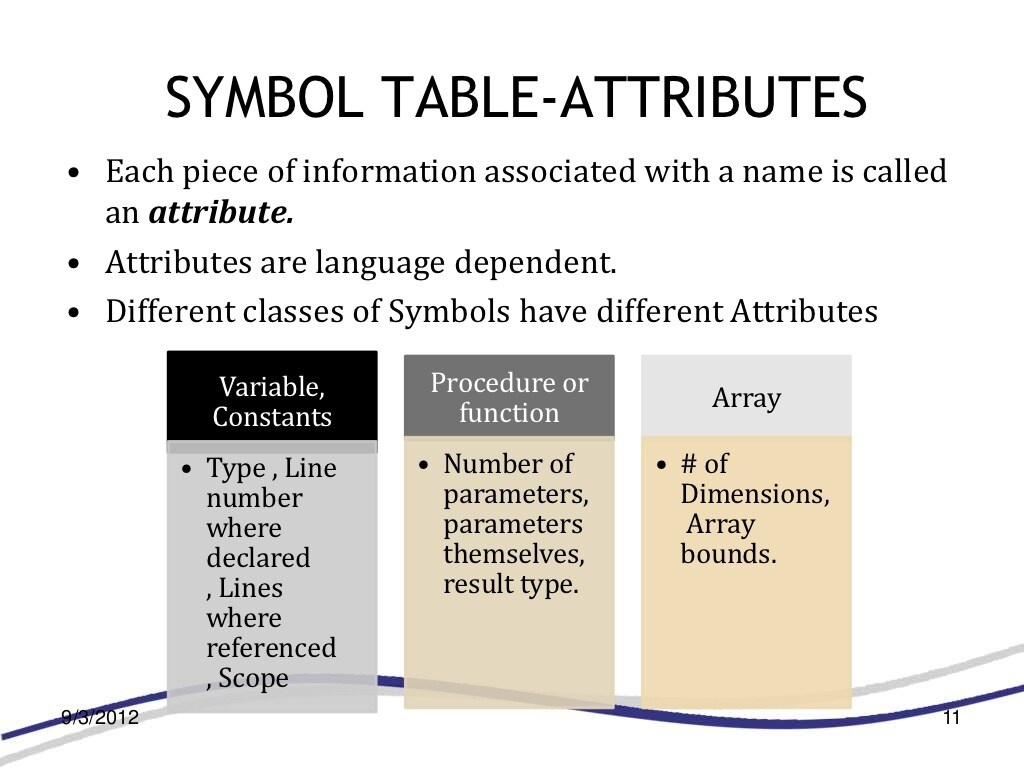 SYMBOL TABLE-ATTRIBUTES
• Each piece of information associated with a name is called
an attribute.
• Attributes are language dependent.
• Different classes of Symbols have different Attributes
Variable,
Constants
• Type , Line
number
where
declared
, Lines
where
referenced
, Scope
Procedure or
function
• Number of
parameters,
parameters
themselves,
result type.
Array
• # of
Dimensions,
Array
bounds.
9/3/2012
11